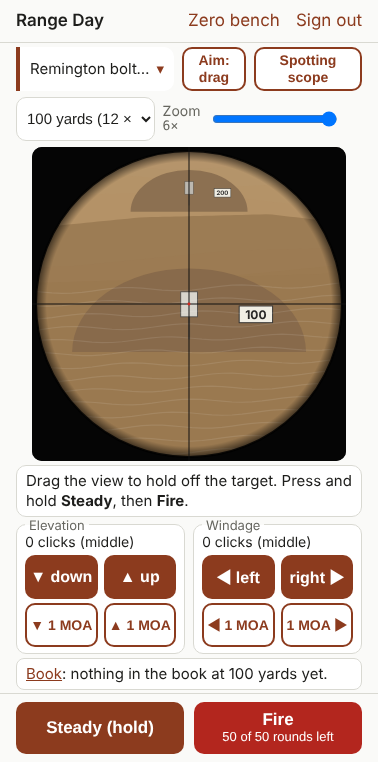 Range Day Zero bench Sign out
Remington bolt... ▼
Aim: drag
Spotting scope
100 yards (12 ×
Zoom
6×
200
100
Drag the view to hold off the target. Press and
hold Steady, then Fire.
Elevation
0 clicks (middle)
▼ down ▲ up
▼ 1 MOA ▲ 1 MOA
Windage
0 clicks (middle)
◀ left right ▶
◀ 1 MOA 1 MOA ▶
Book: nothing in the book at 100 yards yet.
Steady (hold)
Fire
50 of 50 rounds left